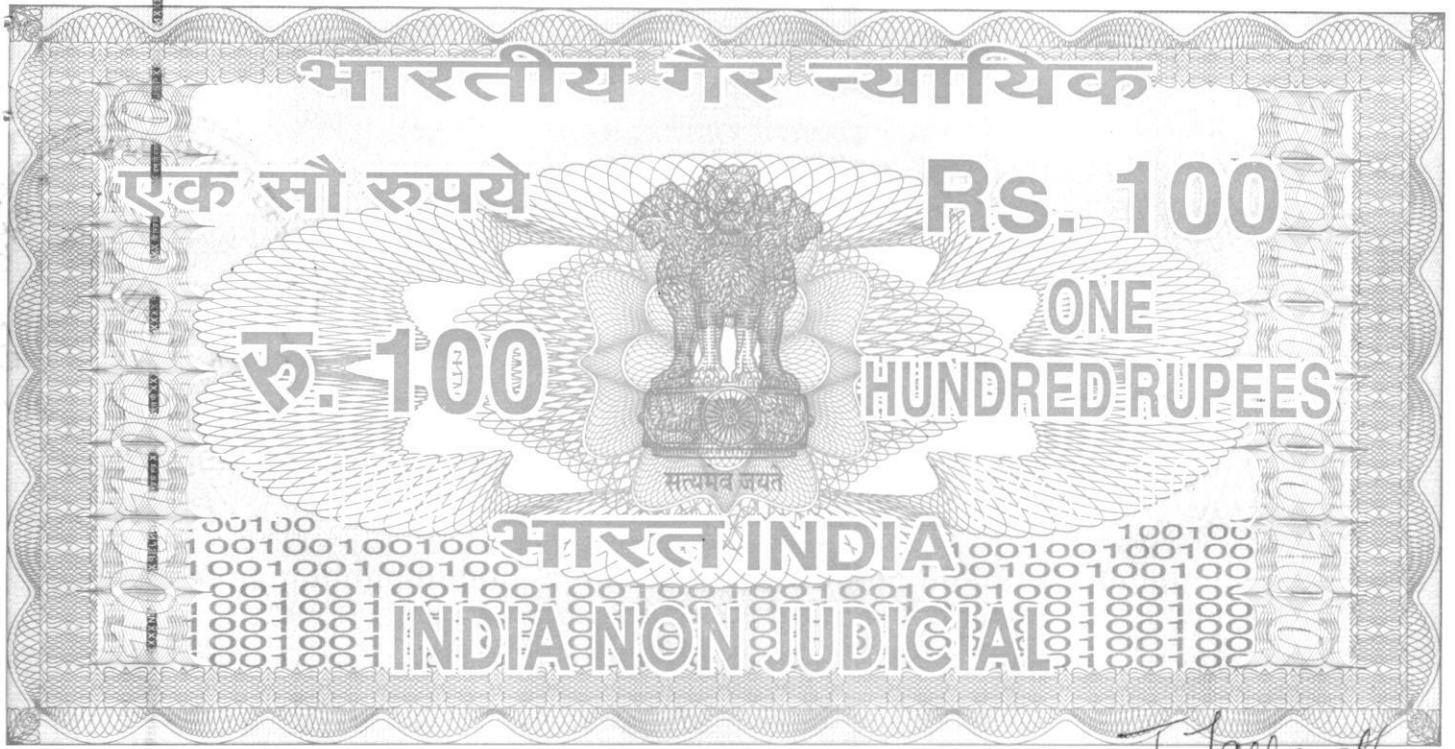 भारतीय गैर न्यायिक
एक सौ रुपये
Rs. 100
रु. 100
ONE
HUNDRED RUPEES
सत्यमेव जयते
भारत INDIA
INDIA NON JUDICIAL